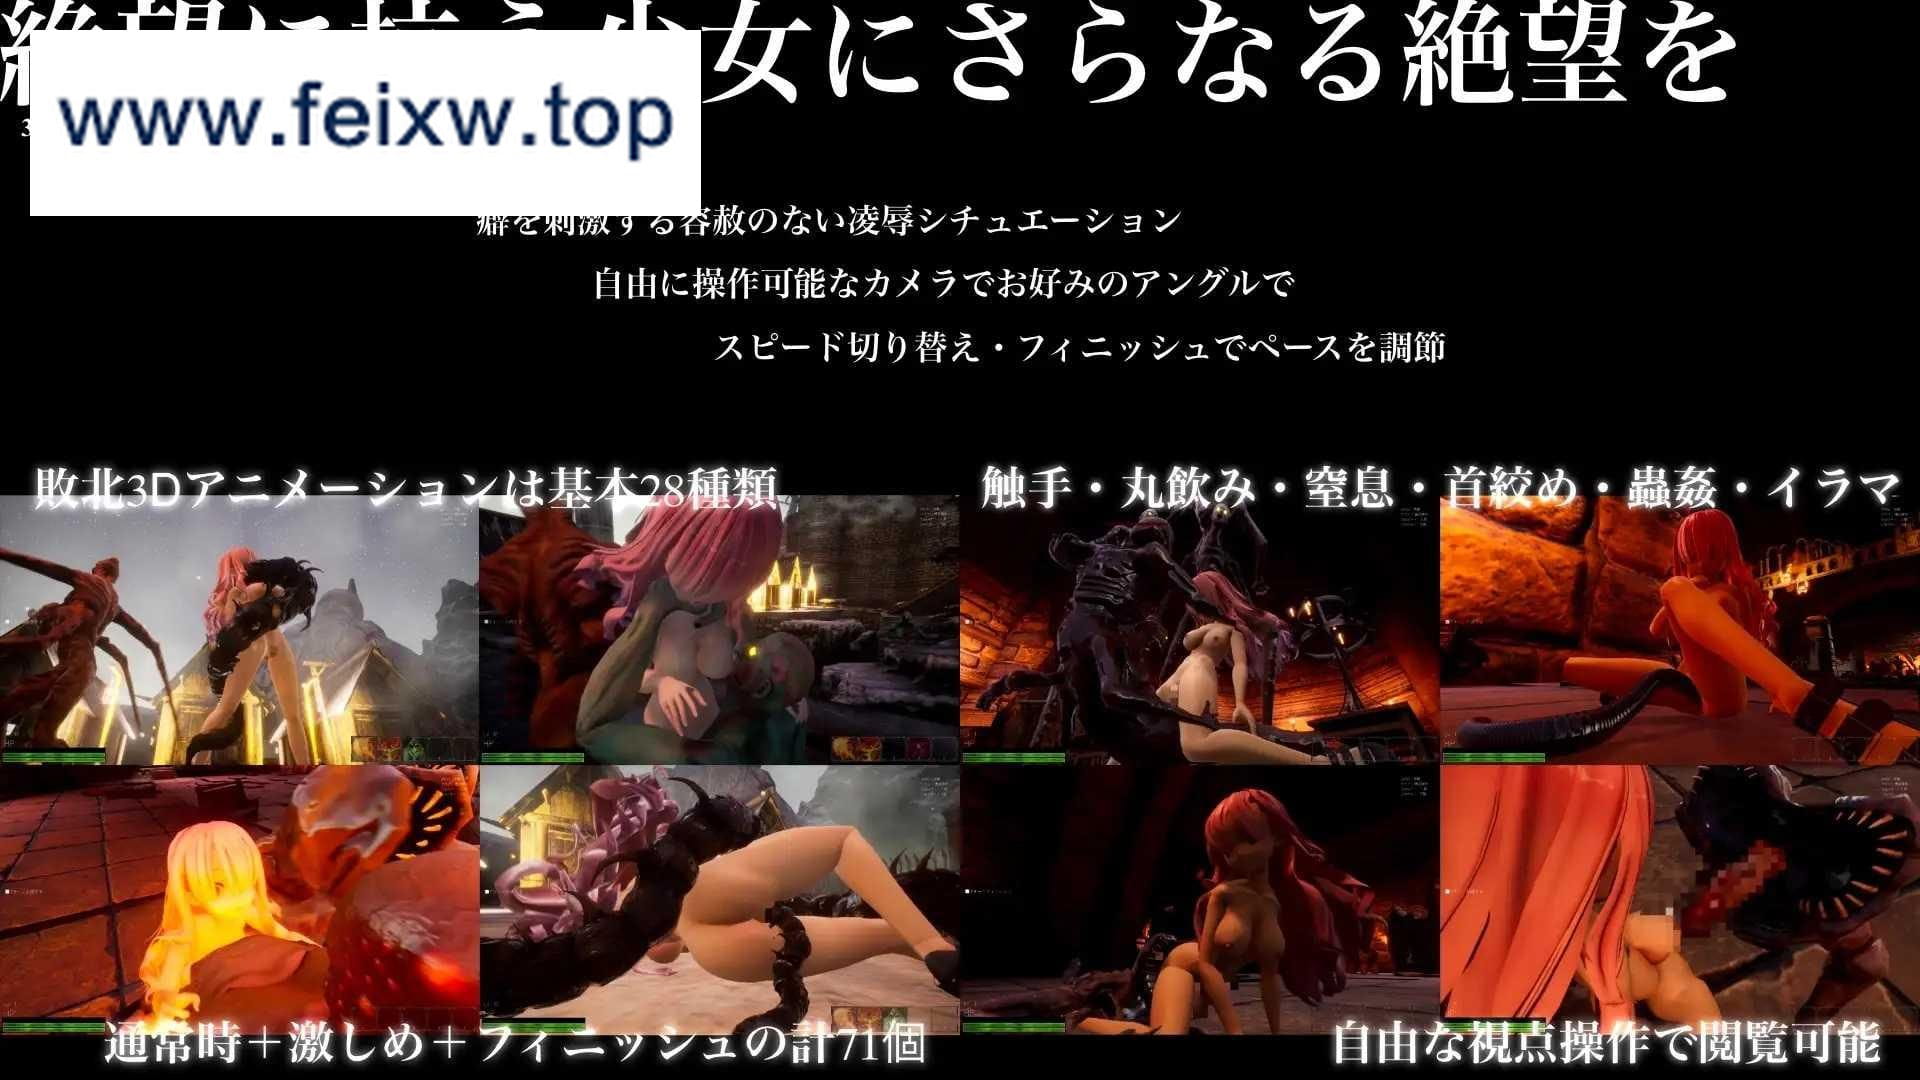 女にさらなる絶望を
www.feixw.top
癖を刺激する容赦のない凌辱シチュエーション
自由に操作可能なカメラでお好みのアングルで
スピード切り替え・フィニッシュでペースを調節
敗北3Dアニメーションは基本28種類
触手・丸飲み・窒息・首絞め・蟲姦・イラマ
通常時＋激しめ＋フィニッシュの計71個
自由な視点操作で閲覧可能